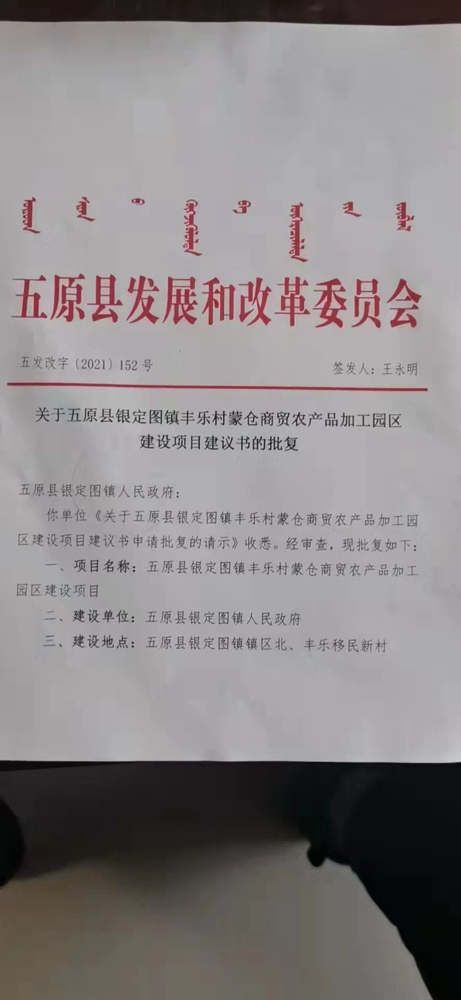 五原县发展和改革委员会
五发改字〔2021〕152号
签发人：王永明
关于五原县银定图镇丰乐村蒙仓商贸农产品加工园区
建设项目建议书的批复
五原县银定图镇人民政府：
你单位《关于五原县银定图镇丰乐村蒙仓商贸农产品加工园
区建设项目建议书申请批复的请示》收悉。经审查，现批复如下：
一、项目名称：五原县银定图镇丰乐村蒙仓商贸农产品加工
园区建设项目
二、建设单位：五原县银定图镇人民政府
三、建设地点：五原县银定图镇镇区北、丰乐移民新村